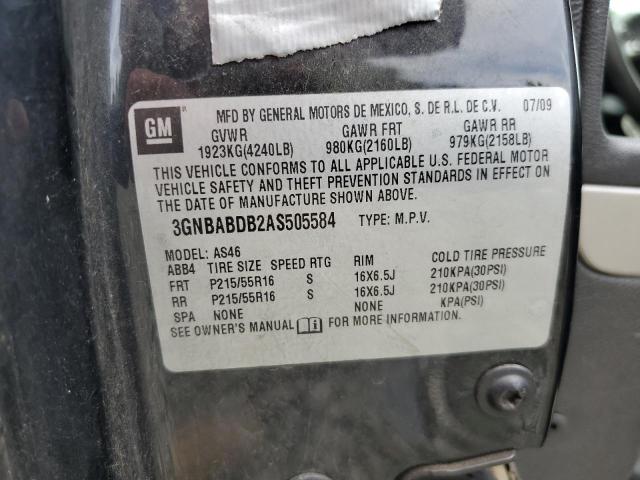 GM
MFD BY GENERAL MOTORS DE MEXICO, S. DE R.L. DE C.V. 07/09
GVWR GAWR FRT GAWR RR
1923KG(4240LB) 980KG(2160LB) 979KG(2158LB)
THIS VEHICLE CONFORMS TO ALL APPLICABLE U.S. FEDERAL MOTOR
VEHICLE SAFETY AND THEFT PREVENTION STANDARDS IN EFFECT ON
THE DATE OF MANUFACTURE SHOWN ABOVE.
3GNBABDB2AS505584 TYPE: M.P.V.
MODEL: AS46
ABB4 TIRE SIZE SPEED RTG RIM COLD TIRE PRESSURE
FRT P215/55R16 S 16X6.5J 210KPA(30PSI)
RR P215/55R16 S 16X6.5J 210KPA(30PSI)
SPA NONE NONE KPA(PSI)
SEE OWNER'S MANUAL FOR MORE INFORMATION.